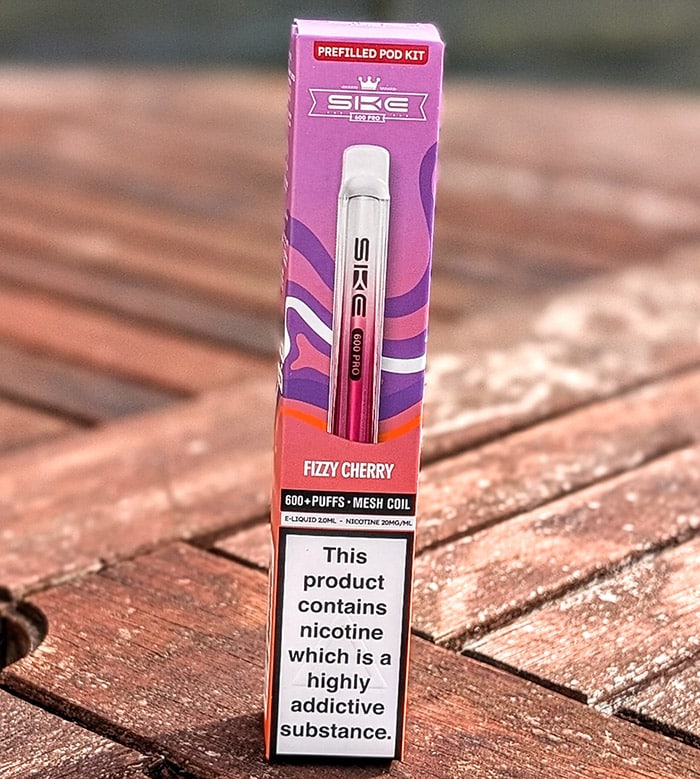 PREFILLED POD KIT
SKE
600 PRO
SKE
600 PRO
FIZZY CHERRY
600+PUFFS · MESH COIL
E-LIQUID 2.0ML - NICOTINE 20MG/ML
This
product
contains
nicotine
which is a
highly
addictive
substance.